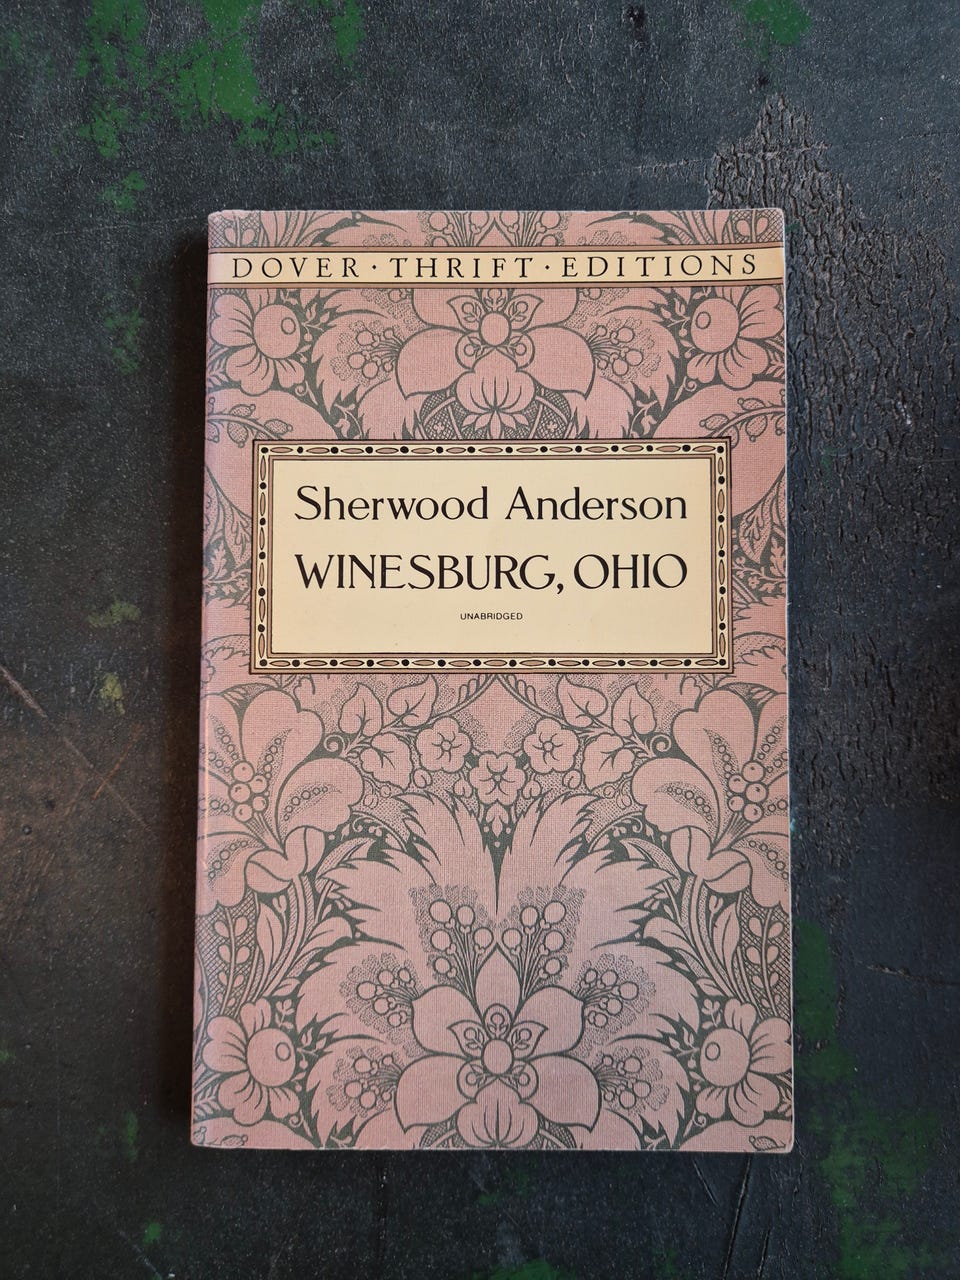 DOVER · THRIFT · EDITIONS
Sherwood Anderson
WINESBURG, OHIO
UNABRIDGED